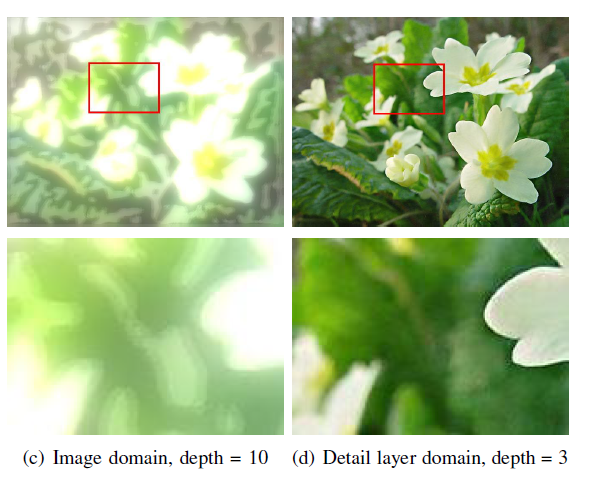 (c) Image domain, depth = 10
(d) Detail layer domain, depth = 3